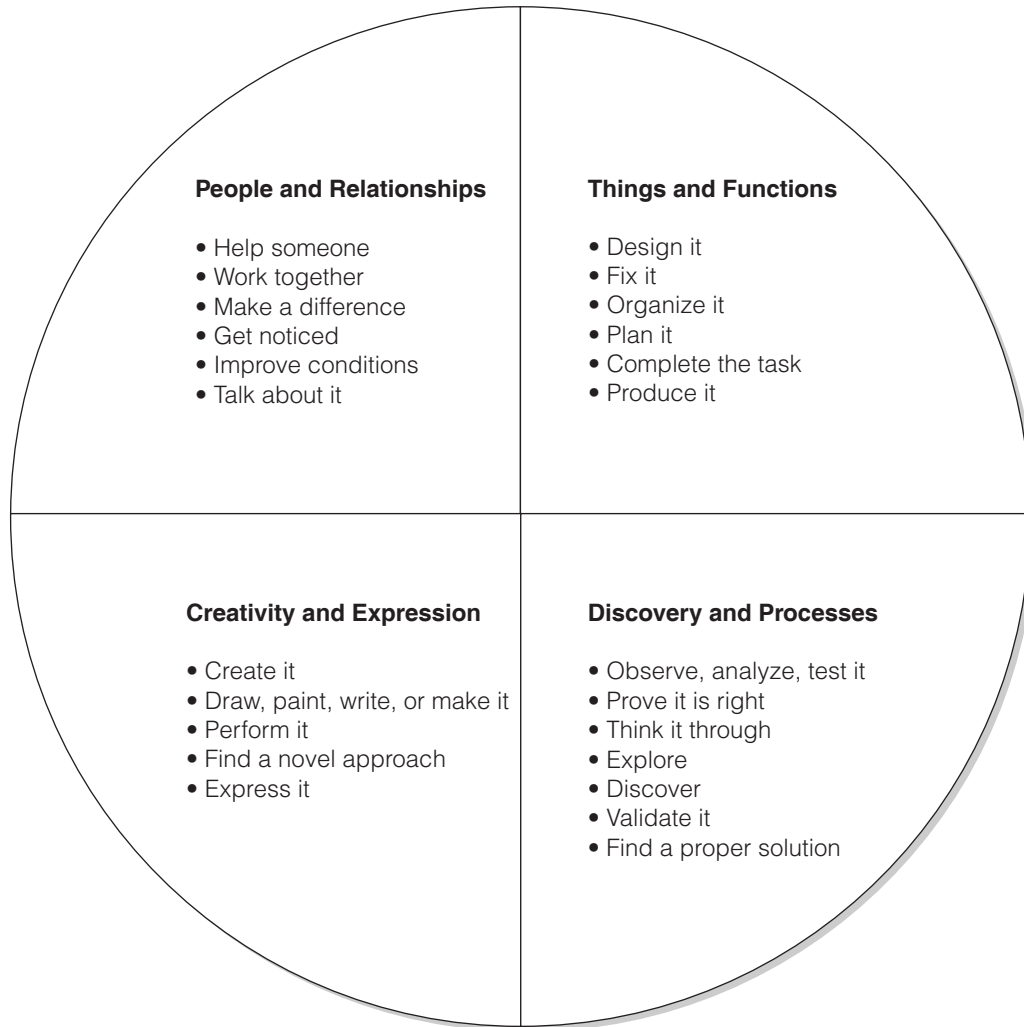 People and Relationships
• Help someone
• Work together
• Make a difference
• Get noticed
• Improve conditions
• Talk about it
Things and Functions
• Design it
• Fix it
• Organize it
• Plan it
• Complete the task
• Produce it
Creativity and Expression
• Create it
• Draw, paint, write, or make it
• Perform it
• Find a novel approach
• Express it
Discovery and Processes
• Observe, analyze, test it
• Prove it is right
• Think it through
• Explore
• Discover
• Validate it
• Find a proper solution